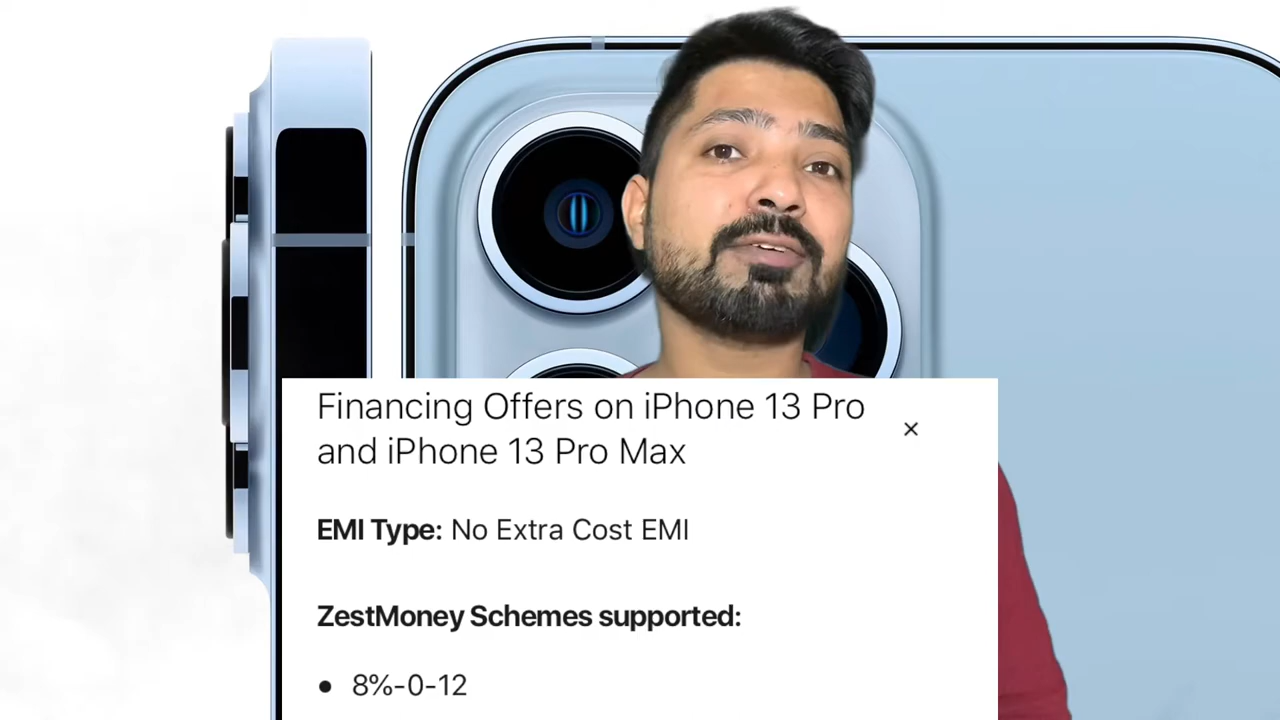 Financing Offers on iPhone 13 Pro
and iPhone 13 Pro Max
×
EMI Type: No Extra Cost EMI
ZestMoney Schemes supported:
• 8%-0-12